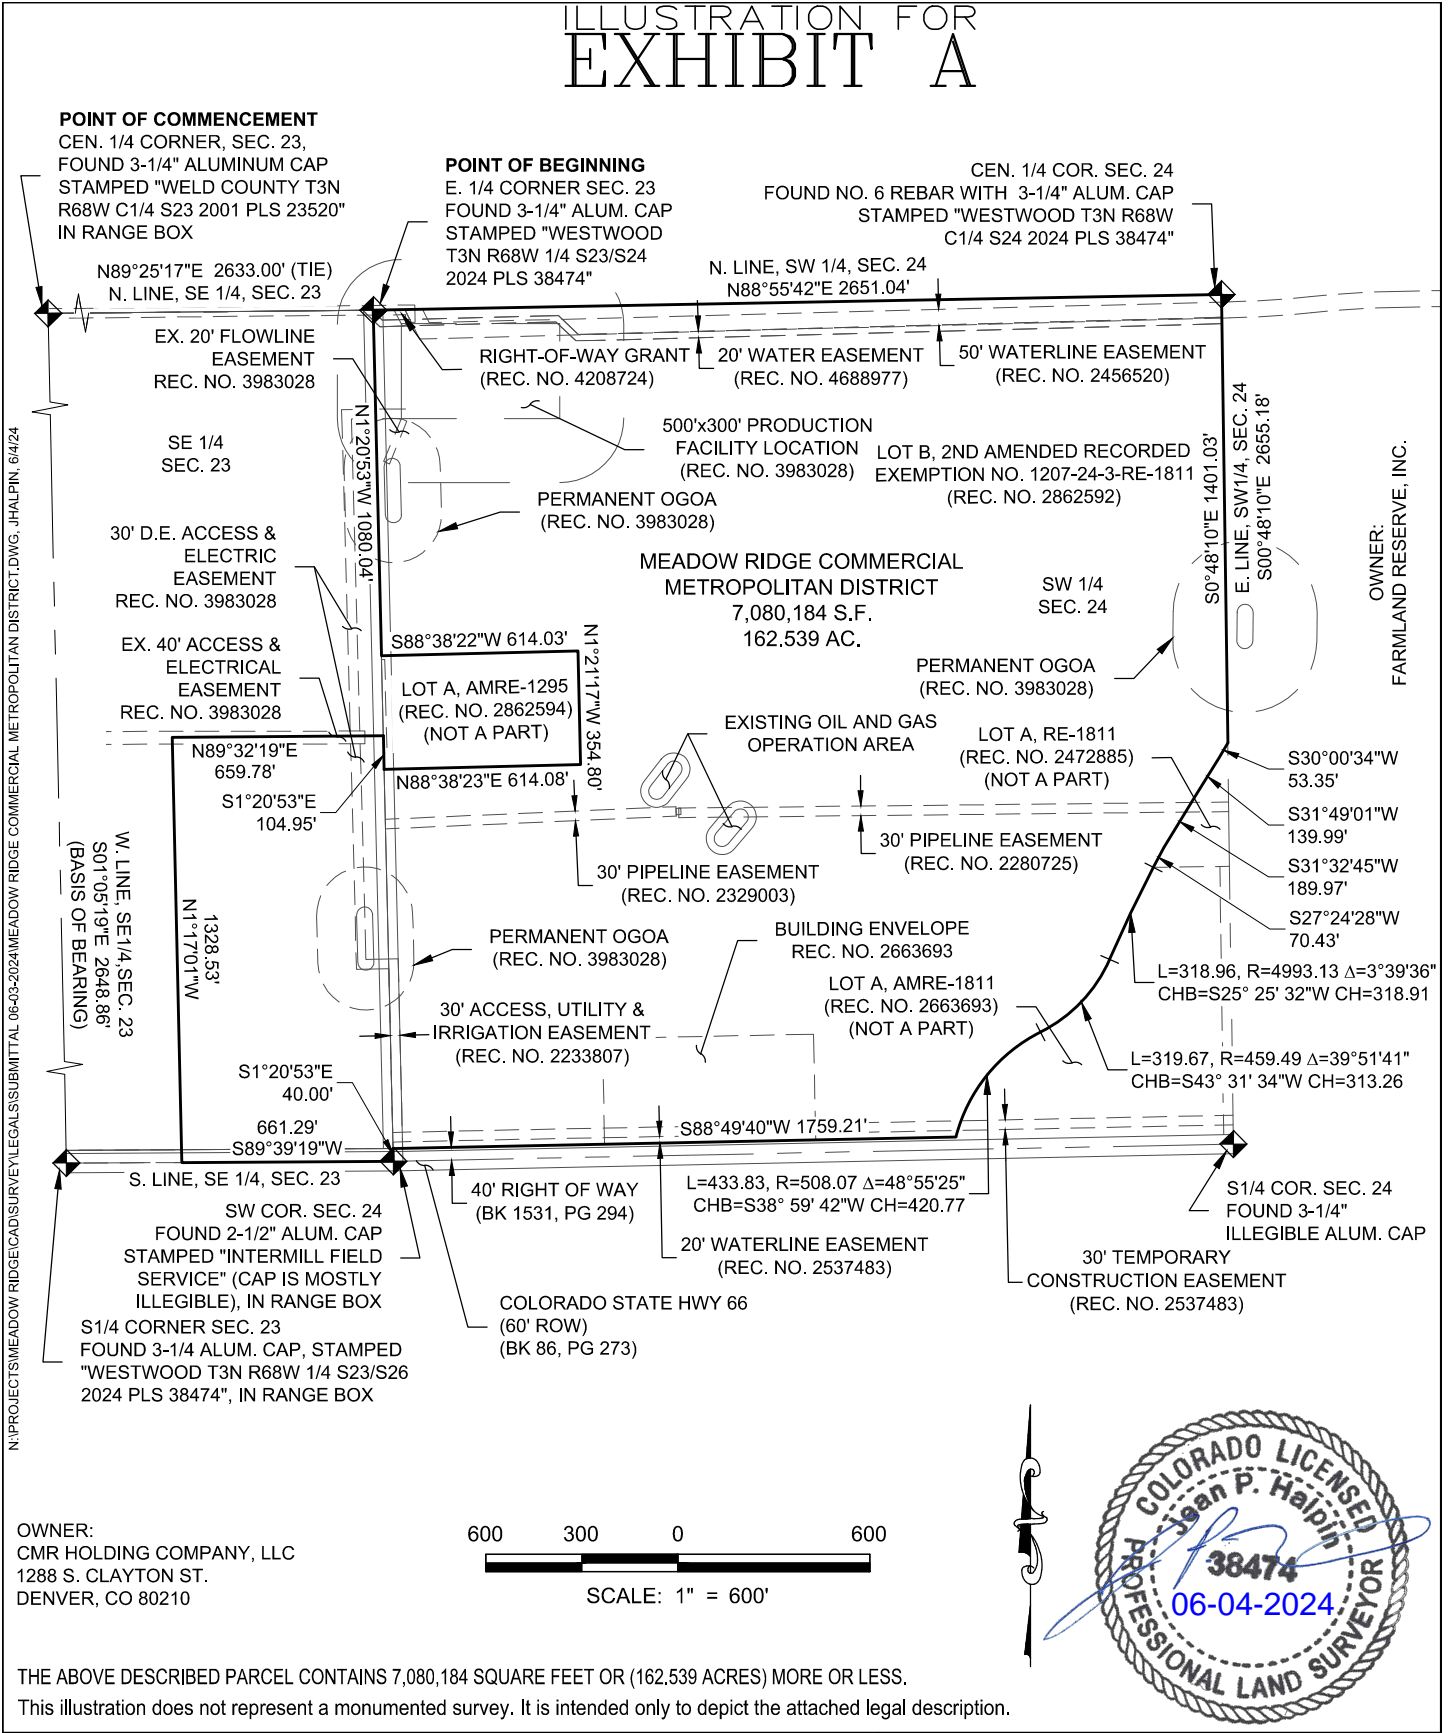 ILLUSTRATION FOR
EXHIBIT A
POINT OF COMMENCEMENT
CEN. 1/4 CORNER, SEC. 23,
FOUND 3-1/4" ALUMINUM CAP
STAMPED "WELD COUNTY T3N
R68W C1/4 S23 2001 PLS 23520"
IN RANGE BOX
POINT OF BEGINNING
E. 1/4 CORNER SEC. 23
FOUND 3-1/4" ALUM. CAP
STAMPED "WESTWOOD
T3N R68W 1/4 S23/S24
2024 PLS 38474"
CEN. 1/4 COR. SEC. 24
FOUND NO. 6 REBAR WITH 3-1/4" ALUM. CAP
STAMPED "WESTWOOD T3N R68W
C1/4 S24 2024 PLS 38474"
N89°25'17"E 2633.00' (TIE)
N. LINE, SE 1/4, SEC. 23
N. LINE, SW 1/4, SEC. 24
N88°55'42"E 2651.04'
EX. 20' FLOWLINE
EASEMENT
REC. NO. 3983028
RIGHT-OF-WAY GRANT
(REC. NO. 4208724)
20' WATER EASEMENT
(REC. NO. 4688977)
50' WATERLINE EASEMENT
(REC. NO. 2456520)
SE 1/4
SEC. 23
N1°20'53"W 1080.04'
500'x300' PRODUCTION
FACILITY LOCATION
(REC. NO. 3983028)
LOT B, 2ND AMENDED RECORDED
EXEMPTION NO. 1207-24-3-RE-1811
(REC. NO. 2862592)
S0°48'10"E 1401.03'
E. LINE, SW1/4, SEC. 24
S00°48'10"E 2655.18'
OWNER:
FARMLAND RESERVE, INC.
PERMANENT OGOA
(REC. NO. 3983028)
30' D.E. ACCESS &
ELECTRIC
EASEMENT
REC. NO. 3983028
MEADOW RIDGE COMMERCIAL
METROPOLITAN DISTRICT
7,080,184 S.F.
162.539 AC.
SW 1/4
SEC. 24
EX. 40' ACCESS &
ELECTRICAL
EASEMENT
REC. NO. 3983028
S88°38'22"W 614.03'
N1°21'17"W 354.80'
LOT A, AMRE-1295
(REC. NO. 2862594)
(NOT A PART)
N88°38'23"E 614.08'
PERMANENT OGOA
(REC. NO. 3983028)
EXISTING OIL AND GAS
OPERATION AREA
LOT A, RE-1811
(REC. NO. 2472885)
(NOT A PART)
N89°32'19"E
659.78'
S1°20'53"E
104.95'
S30°00'34"W
53.35'
S31°49'01"W
139.99'
S31°32'45"W
189.97'
S27°24'28"W
70.43'
30' PIPELINE EASEMENT
(REC. NO. 2280725)
30' PIPELINE EASEMENT
(REC. NO. 2329003)
W. LINE, SE1/4,SEC. 23
S01°05'19"E 2648.86'
(BASIS OF BEARING)
1328.53'
N1°17'01"W
PERMANENT OGOA
(REC. NO. 3983028)
BUILDING ENVELOPE
REC. NO. 2663693
LOT A, AMRE-1811
(REC. NO. 2663693)
(NOT A PART)
L=318.96, R=4993.13 Δ=3°39'36"
CHB=S25° 25' 32"W CH=318.91
30' ACCESS, UTILITY &
IRRIGATION EASEMENT
(REC. NO. 2233807)
L=319.67, R=459.49 Δ=39°51'41"
CHB=S43° 31' 34"W CH=313.26
S1°20'53"E
40.00'
661.29'
S89°39'19"W
S88°49'40"W 1759.21'
S. LINE, SE 1/4, SEC. 23
40' RIGHT OF WAY
(BK 1531, PG 294)
L=433.83, R=508.07 Δ=48°55'25"
CHB=S38° 59' 42"W CH=420.77
S1/4 COR. SEC. 24
FOUND 3-1/4"
ILLEGIBLE ALUM. CAP
SW COR. SEC. 24
FOUND 2-1/2" ALUM. CAP
STAMPED "INTERMILL FIELD
SERVICE" (CAP IS MOSTLY
ILLEGIBLE), IN RANGE BOX
20' WATERLINE EASEMENT
(REC. NO. 2537483)
30' TEMPORARY
CONSTRUCTION EASEMENT
(REC. NO. 2537483)
COLORADO STATE HWY 66
(60' ROW)
(BK 86, PG 273)
S1/4 CORNER SEC. 23
FOUND 3-1/4 ALUM. CAP, STAMPED
"WESTWOOD T3N R68W 1/4 S23/S26
2024 PLS 38474", IN RANGE BOX
N:\PROJECTS\MEADOW RIDGE\CAD\SURVEY\LEGALS\SUBMITTAL 06-03-2024\MEADOW RIDGE COMMERCIAL METROPOLITAN DISTRICT.DWG, JHALPIN, 6/4/24
OWNER:
CMR HOLDING COMPANY, LLC
1288 S. CLAYTON ST.
DENVER, CO 80210
600 300 0 600
SCALE: 1" = 600'
COLORADO LICENSED
Jean P. Halpin
38474
06-04-2024
PROFESSIONAL LAND SURVEYOR
THE ABOVE DESCRIBED PARCEL CONTAINS 7,080,184 SQUARE FEET OR (162.539 ACRES) MORE OR LESS.
This illustration does not represent a monumented survey. It is intended only to depict the attached legal description.